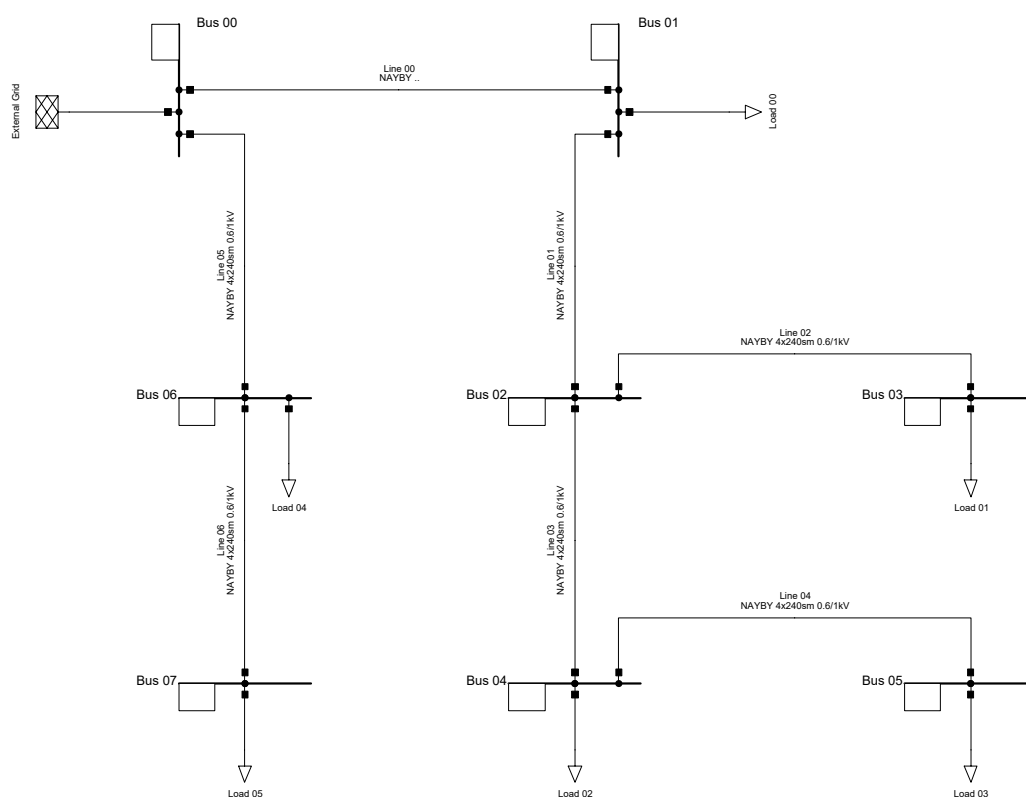 Bus 00
Bus 01
Line 00
NAYBY ..
External Grid
Load 00
Line 05
NAYBY 4x240sm 0.6/1kV
Line 01
NAYBY 4x240sm 0.6/1kV
Line 02
NAYBY 4x240sm 0.6/1kV
Bus 06
Bus 02
Bus 03
Load 04
Load 01
Line 06
NAYBY 4x240sm 0.6/1kV
Line 03
NAYBY 4x240sm 0.6/1kV
Line 04
NAYBY 4x240sm 0.6/1kV
Bus 07
Bus 04
Bus 05
Load 05
Load 02
Load 03